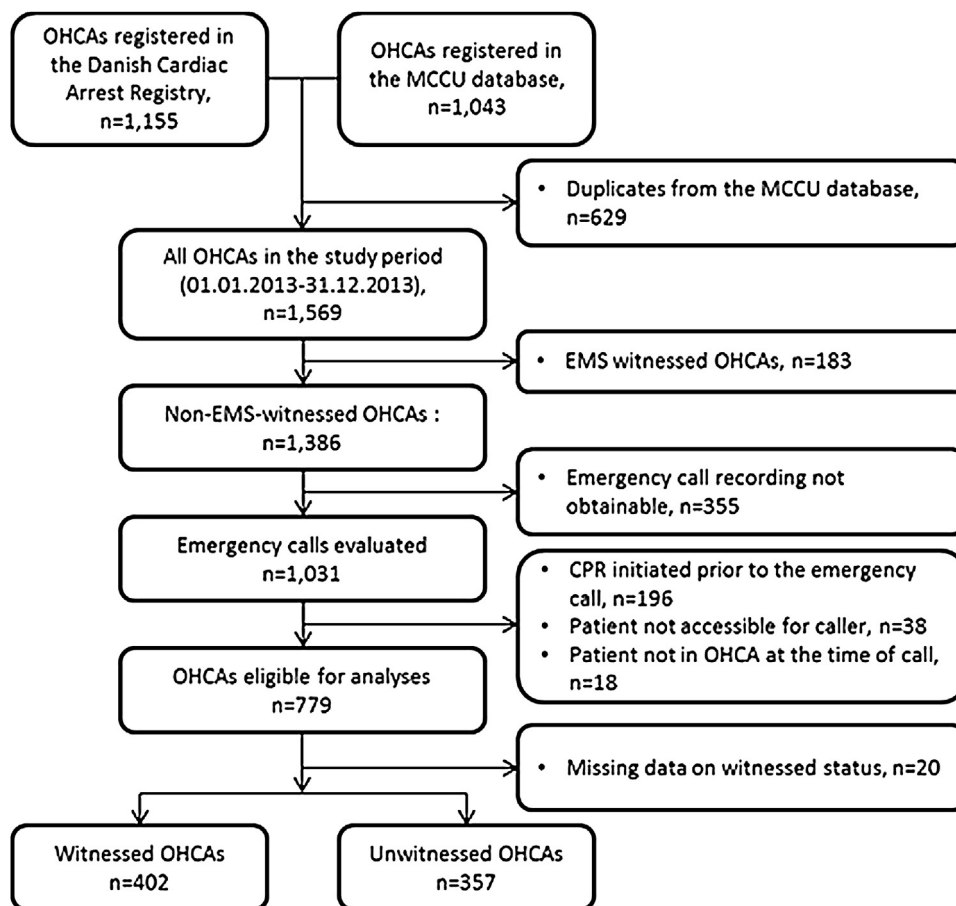 OHCAs registered in
the Danish Cardiac
Arrest Registry,
n=1,155
OHCAs registered in
the MCCU database,
n=1,043
• Duplicates from the MCCU database,
n=629
All OHCAs in the study period
(01.01.2013-31.12.2013),
n=1,569
• EMS witnessed OHCAs, n=183
Non-EMS-witnessed OHCAs :
n=1,386
• Emergency call recording not
obtainable, n=355
Emergency calls evaluated
n=1,031
• CPR initiated prior to the emergency
call, n=196
• Patient not accessible for caller, n=38
• Patient not in OHCA at the time of call,
n=18
OHCAs eligible for analyses
n=779
• Missing data on witnessed status, n=20
Witnessed OHCAs
n=402
Unwitnessed OHCAs
n=357